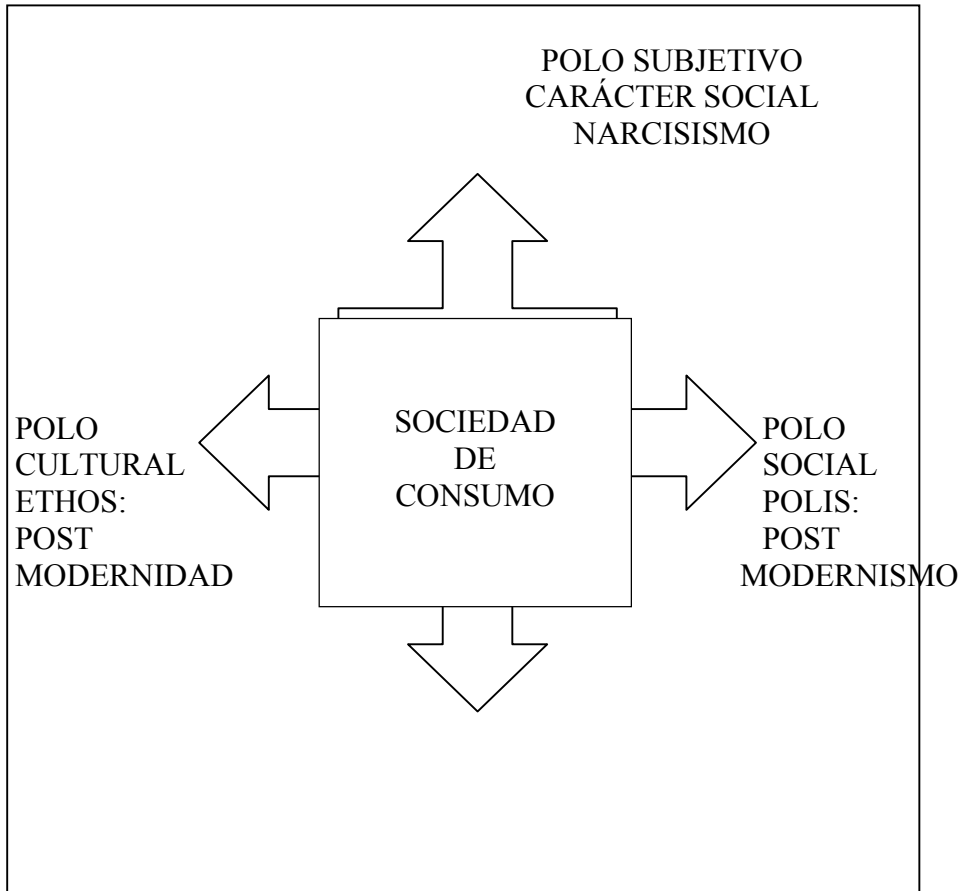 POLO SUBJETIVO
CARÁCTER SOCIAL
NARCISISMO
POLO
CULTURAL
ETHOS:
POST
MODERNIDAD
SOCIEDAD
DE
CONSUMO
POLO
SOCIAL
POLIS:
POST
MODERNISMO